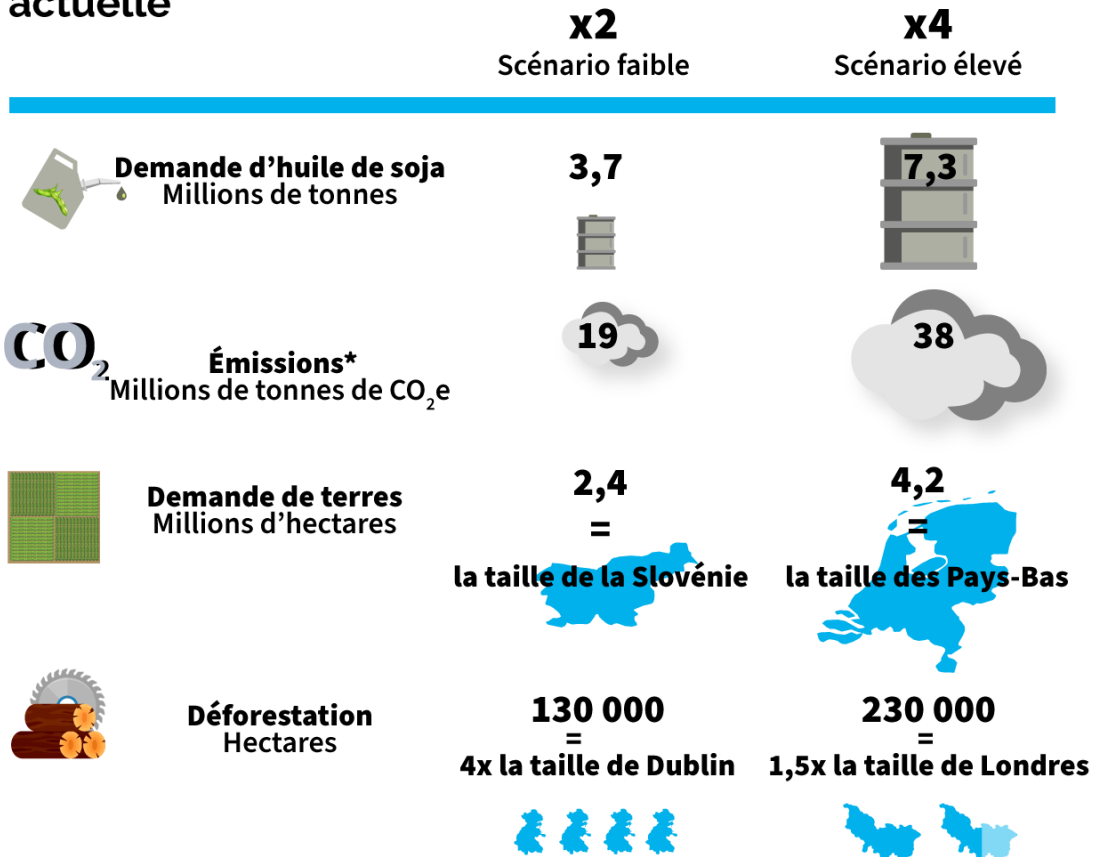 actuelle
x2
Scénario faible
x4
Scénario élevé
Demande d’huile de soja
Millions de tonnes
3,7
7,3
CO2
Émissions*
Millions de tonnes de CO2e
19
38
Demande de terres
Millions d’hectares
2,4
=
la taille de la Slovénie
4,2
=
la taille des Pays-Bas
Déforestation
Hectares
130 000
=
4x la taille de Dublin
230 000
=
1,5x la taille de Londres